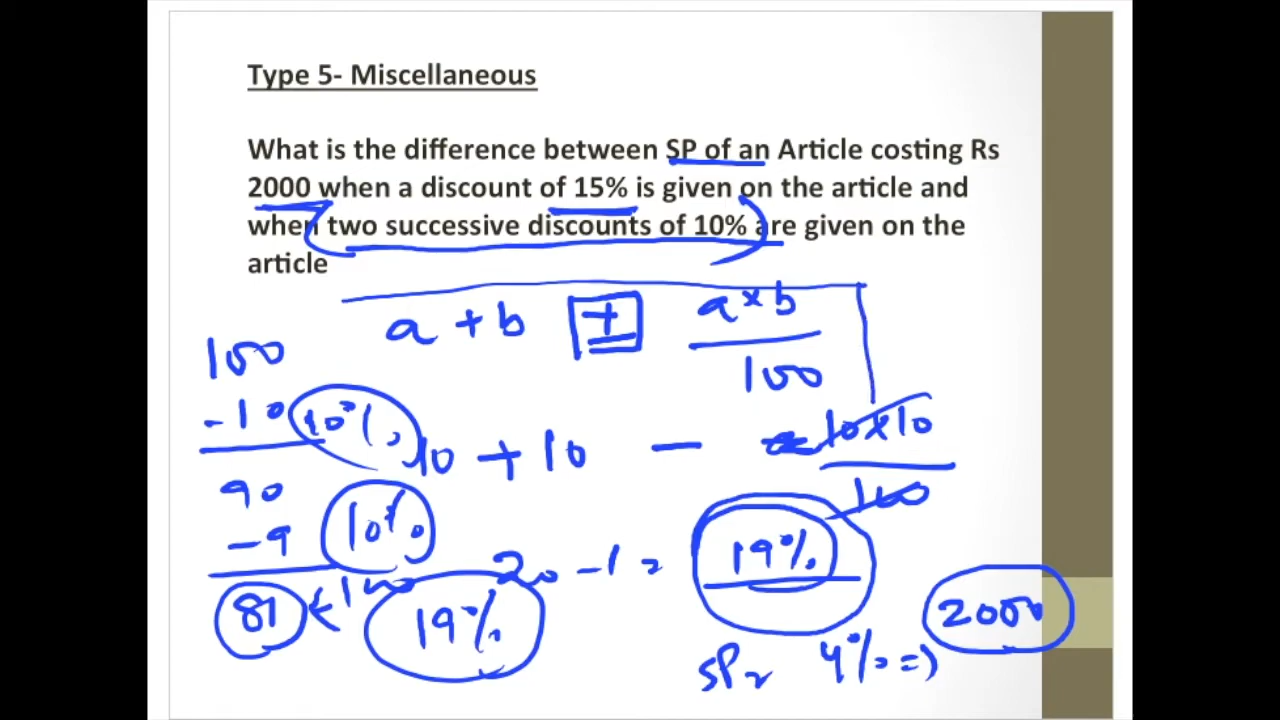 Type 5- Miscellaneous
What is the difference between SP of an Article costing Rs
2000 when a discount of 15% is given on the article and
when two successive discounts of 10% are given on the
article
a + b ± a × b
100
100
- 10 10%
10 + 10 - 10 × 10
100
90
- 9 10%
81 ← 100
19%
20 - 1 = 19%
2000
SP 4% =)